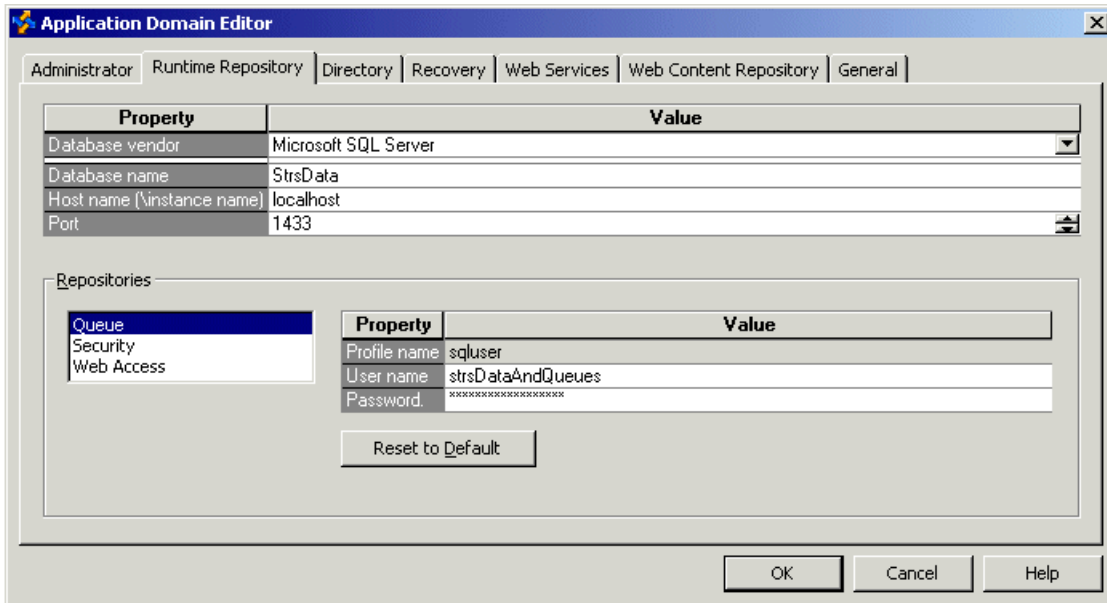 Application Domain Editor
Administrator Runtime Repository Directory Recovery Web Services Web Content Repository General
Property Value
Database vendor Microsoft SQL Server
Database name StrsData
Host name (\instance name) localhost
Port 1433
Repositories
Queue
Security
Web Access
Property Value
Profile name sqluser
User name strsDataAndQueues
Password. ******************
Reset to Default
OK Cancel Help